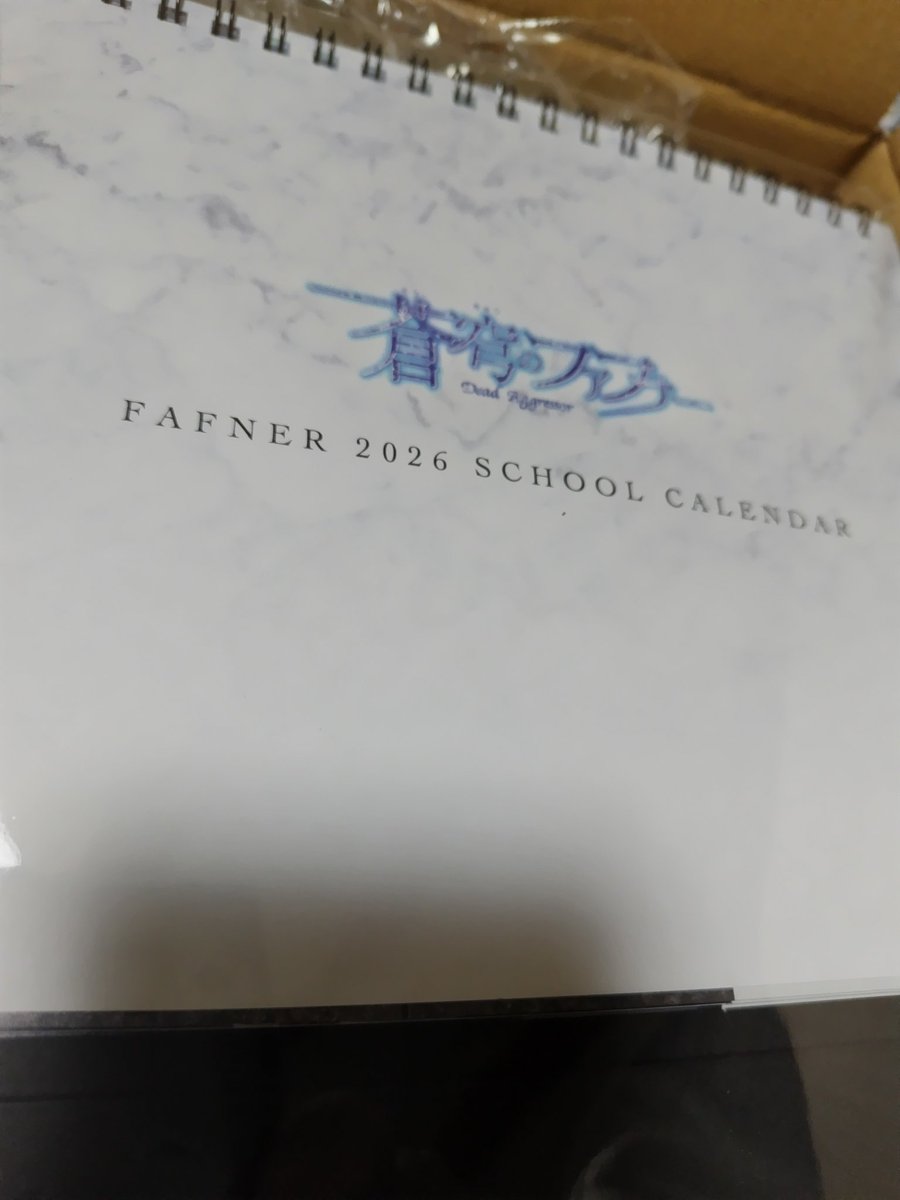 蒼穹のファフナー
Dead Aggressor
FAFNER 2026 SCHOOL CALENDAR